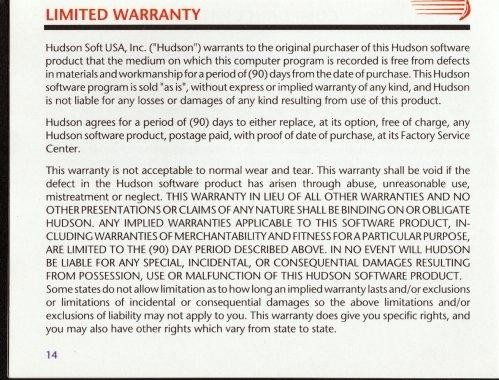 LIMITED WARRANTY
Hudson Soft USA, Inc. ("Hudson") warrants to the original purchaser of this Hudson software
product that the medium on which this computer program is recorded is free from defects
in materials and workmanship for a period of (90) days from the date of purchase. This Hudson
software program is sold "as is", without express or implied warranty of any kind, and Hudson
is not liable for any losses or damages of any kind resulting from use of this product.
Hudson agrees for a period of (90) days to either replace, at its option, free of charge, any
Hudson software product, postage paid, with proof of date of purchase, at its Factory Service
Center.
This warranty is not acceptable to normal wear and tear. This warranty shall be void if the
defect in the Hudson software product has arisen through abuse, unreasonable use,
mistreatment or neglect. THIS WARRANTY IN LIEU OF ALL OTHER WARRANTIES AND NO
OTHER PRESENTATIONS OR CLAIMS OF ANY NATURE SHALL BE BINDING ON OR OBLIGATE
HUDSON. ANY IMPLIED WARRANTIES APPLICABLE TO THIS SOFTWARE PRODUCT, IN-
CLUDING WARRANTIES OF MERCHANTABILITY AND FITNESS FOR A PARTICULAR PURPOSE,
ARE LIMITED TO THE (90) DAY PERIOD DESCRIBED ABOVE. IN NO EVENT WILL HUDSON
BE LIABLE FOR ANY SPECIAL, INCIDENTAL, OR CONSEQUENTIAL DAMAGES RESULTING
FROM POSSESSION, USE OR MALFUNCTION OF THIS HUDSON SOFTWARE PRODUCT.
Some states do not allow limitation as to how long an implied warranty lasts and/or exclusions
or limitations of incidental or consequential damages so the above limitations and/or
exclusions of liability may not apply to you. This warranty does give you specific rights, and
you may also have other rights which vary from state to state.
14